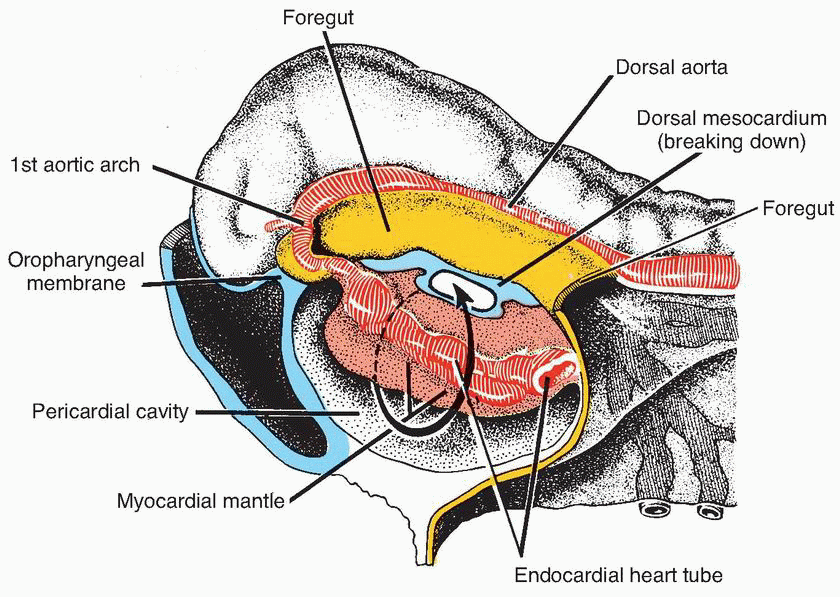 Foregut
Dorsal aorta
Dorsal mesocardium
(breaking down)
1st aortic arch
Foregut
Oropharyngeal
membrane
Pericardial cavity
Myocardial mantle
Endocardial heart tube